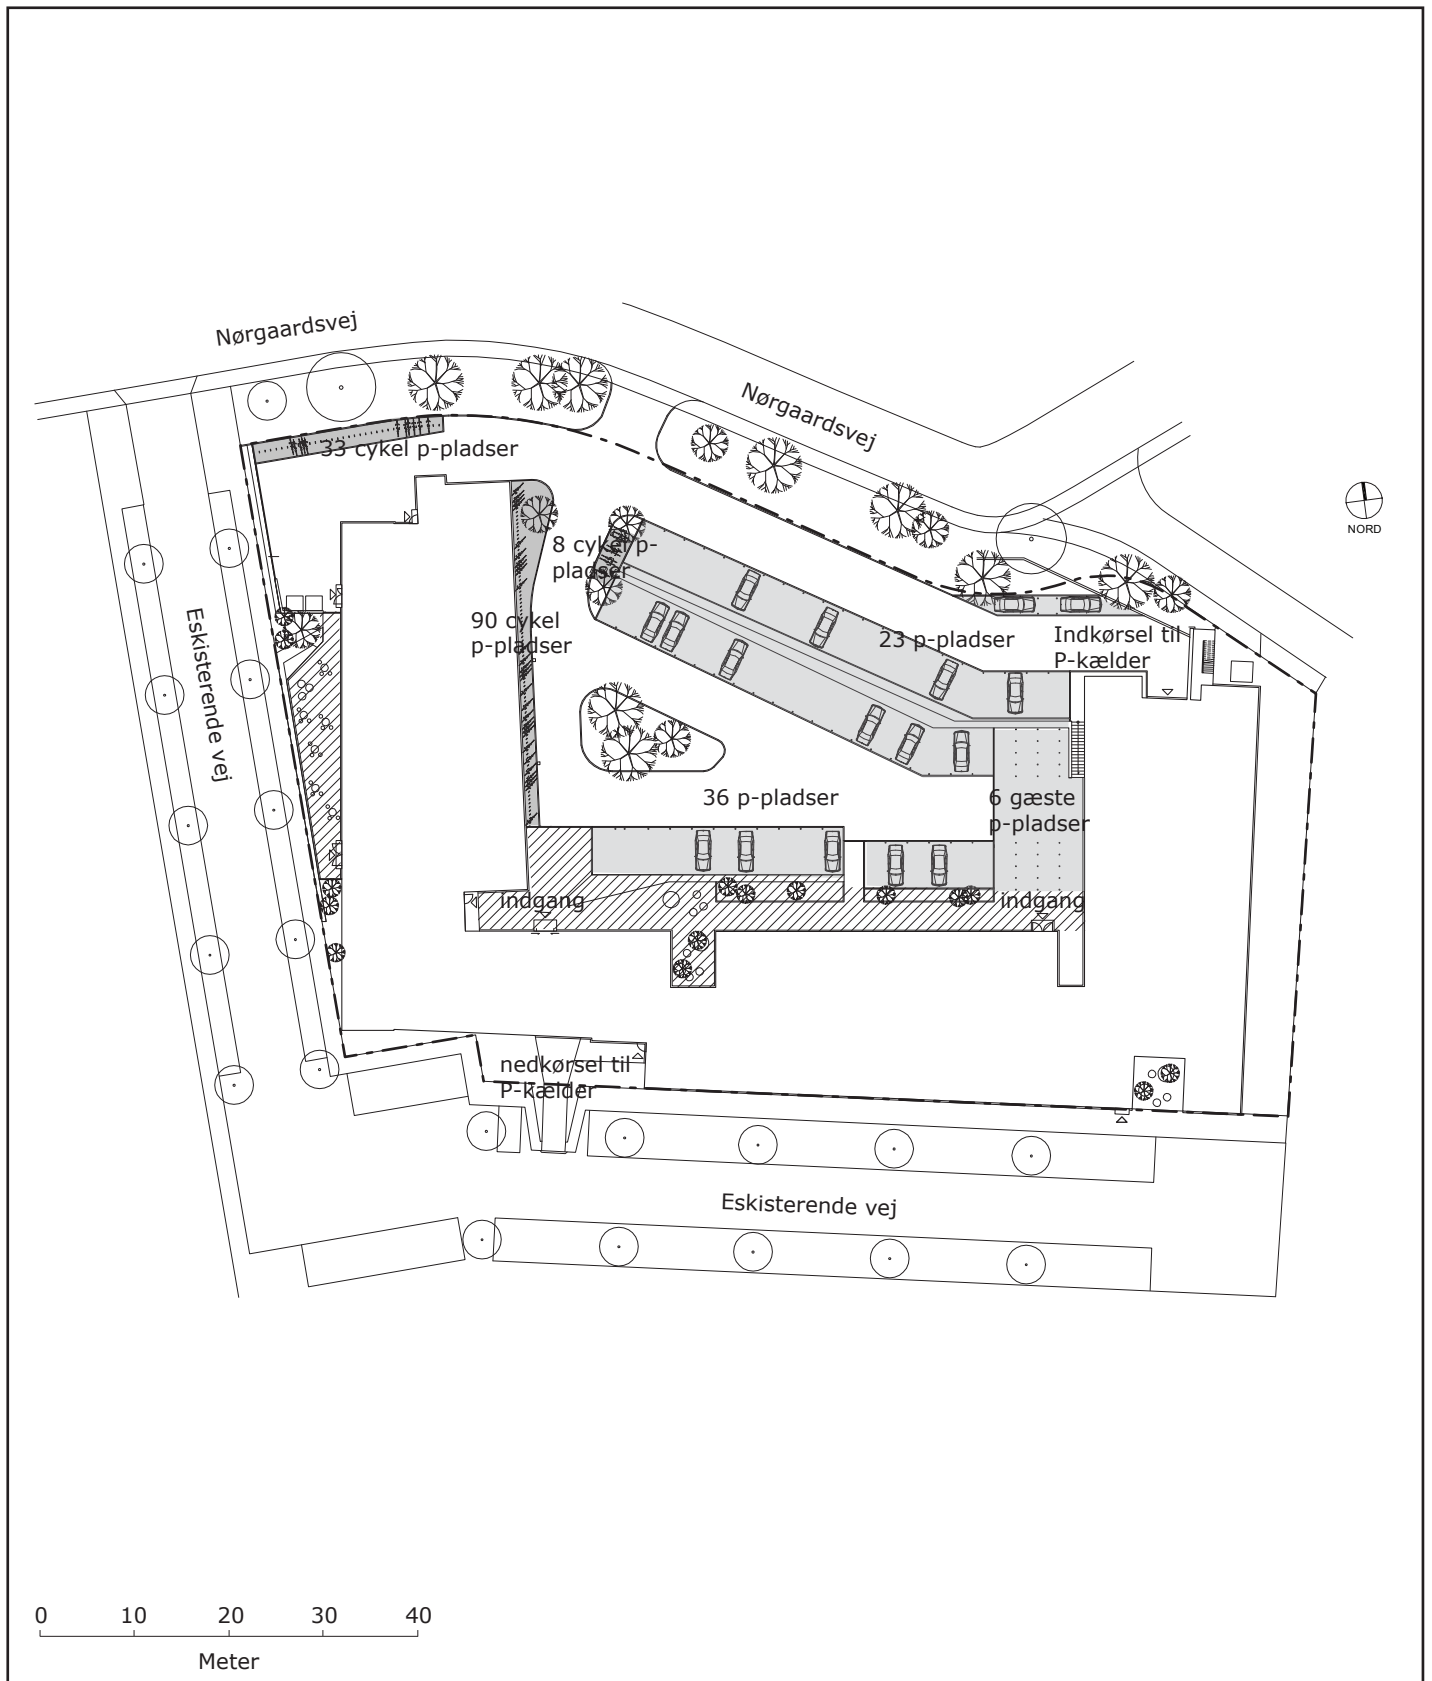 Nørgaardsvej
Nørgaardsvej
33 cykel p-pladser
NORD
8 cykel p-
pladser
90 cykel
p-pladser
23 p-pladser
Indkørsel til
P-kælder
Eskisterende vej
36 p-pladser
6 gæste
p-pladser
indgang
indgang
nedkørsel til
P-kælder
Eskisterende vej
0 10 20 30 40
Meter